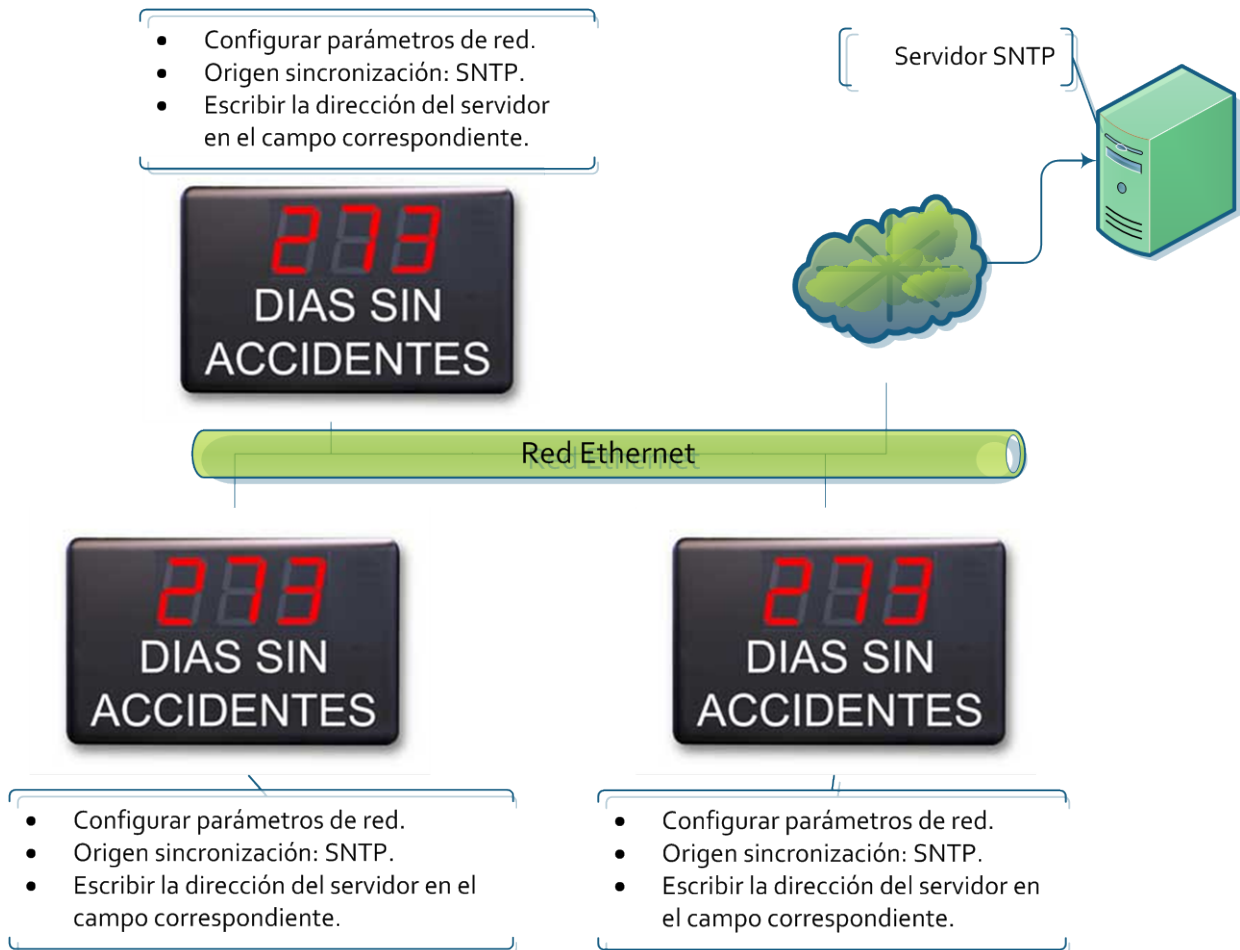 • Configurar parámetros de red.
• Origen sincronización: SNTP.
• Escribir la dirección del servidor
en el campo correspondiente.
Servidor SNTP
273
DIAS SIN
ACCIDENTES
Red Ethernet
273
DIAS SIN
ACCIDENTES
273
DIAS SIN
ACCIDENTES
• Configurar parámetros de red.
• Origen sincronización: SNTP.
• Escribir la dirección del servidor en el
campo correspondiente.
• Configurar parámetros de red.
• Origen sincronización: SNTP.
• Escribir la dirección del servidor en
el campo correspondiente.